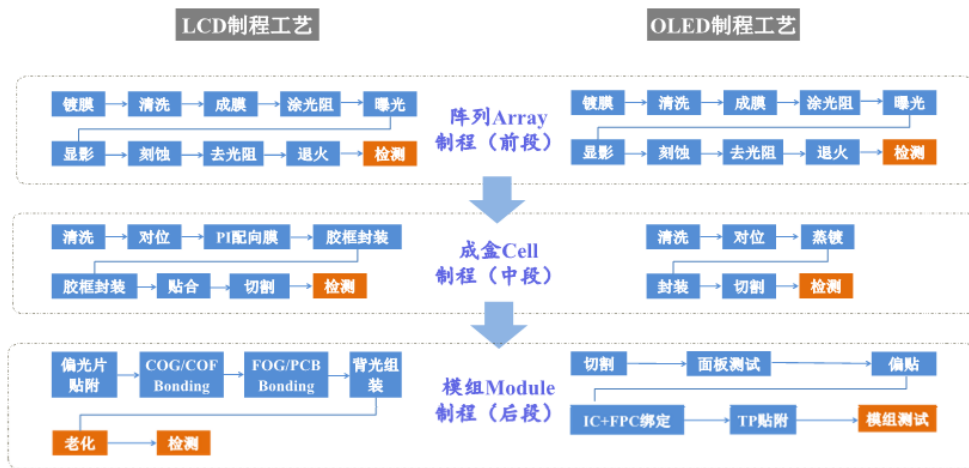 LCD制程工艺
OLED制程工艺
镀膜 清洗 成膜 涂光阻 曝光
显影 刻蚀 去光阻 退火 检测
阵列Array
制程（前段）
镀膜 清洗 成膜 涂光阻 曝光
显影 刻蚀 去光阻 退火 检测
清洗 对位 PI配向膜 胶框封装
胶框封装 贴合 切割 检测
成盒Cell
制程（中段）
清洗 对位 蒸镀
封装 切割 检测
偏光片
贴附
COG/COF
Bonding
FOG/PCB
Bonding
背光组
装
老化 检测
模组Module
制程（后段）
切割 面板测试 偏贴
IC+FPC绑定 TP贴附 模组测试